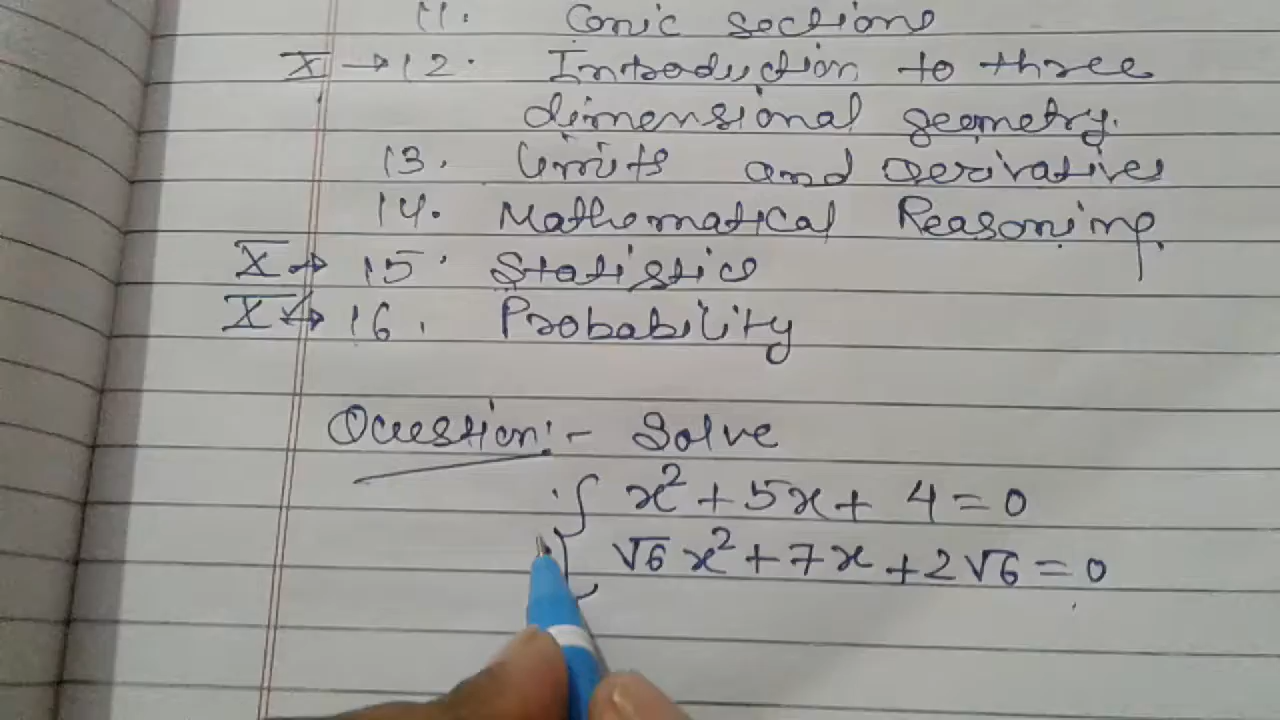 11. Conic sections
X → 12. Introduction to three
dimensional geometry.
13. Limits and Derivatives
14. Mathematical Reasoning.
X → 15. Statistics
X → 16. Probability
Question:- Solve
x² + 5x + 4 = 0
√6 x² + 7x + 2√6 = 0